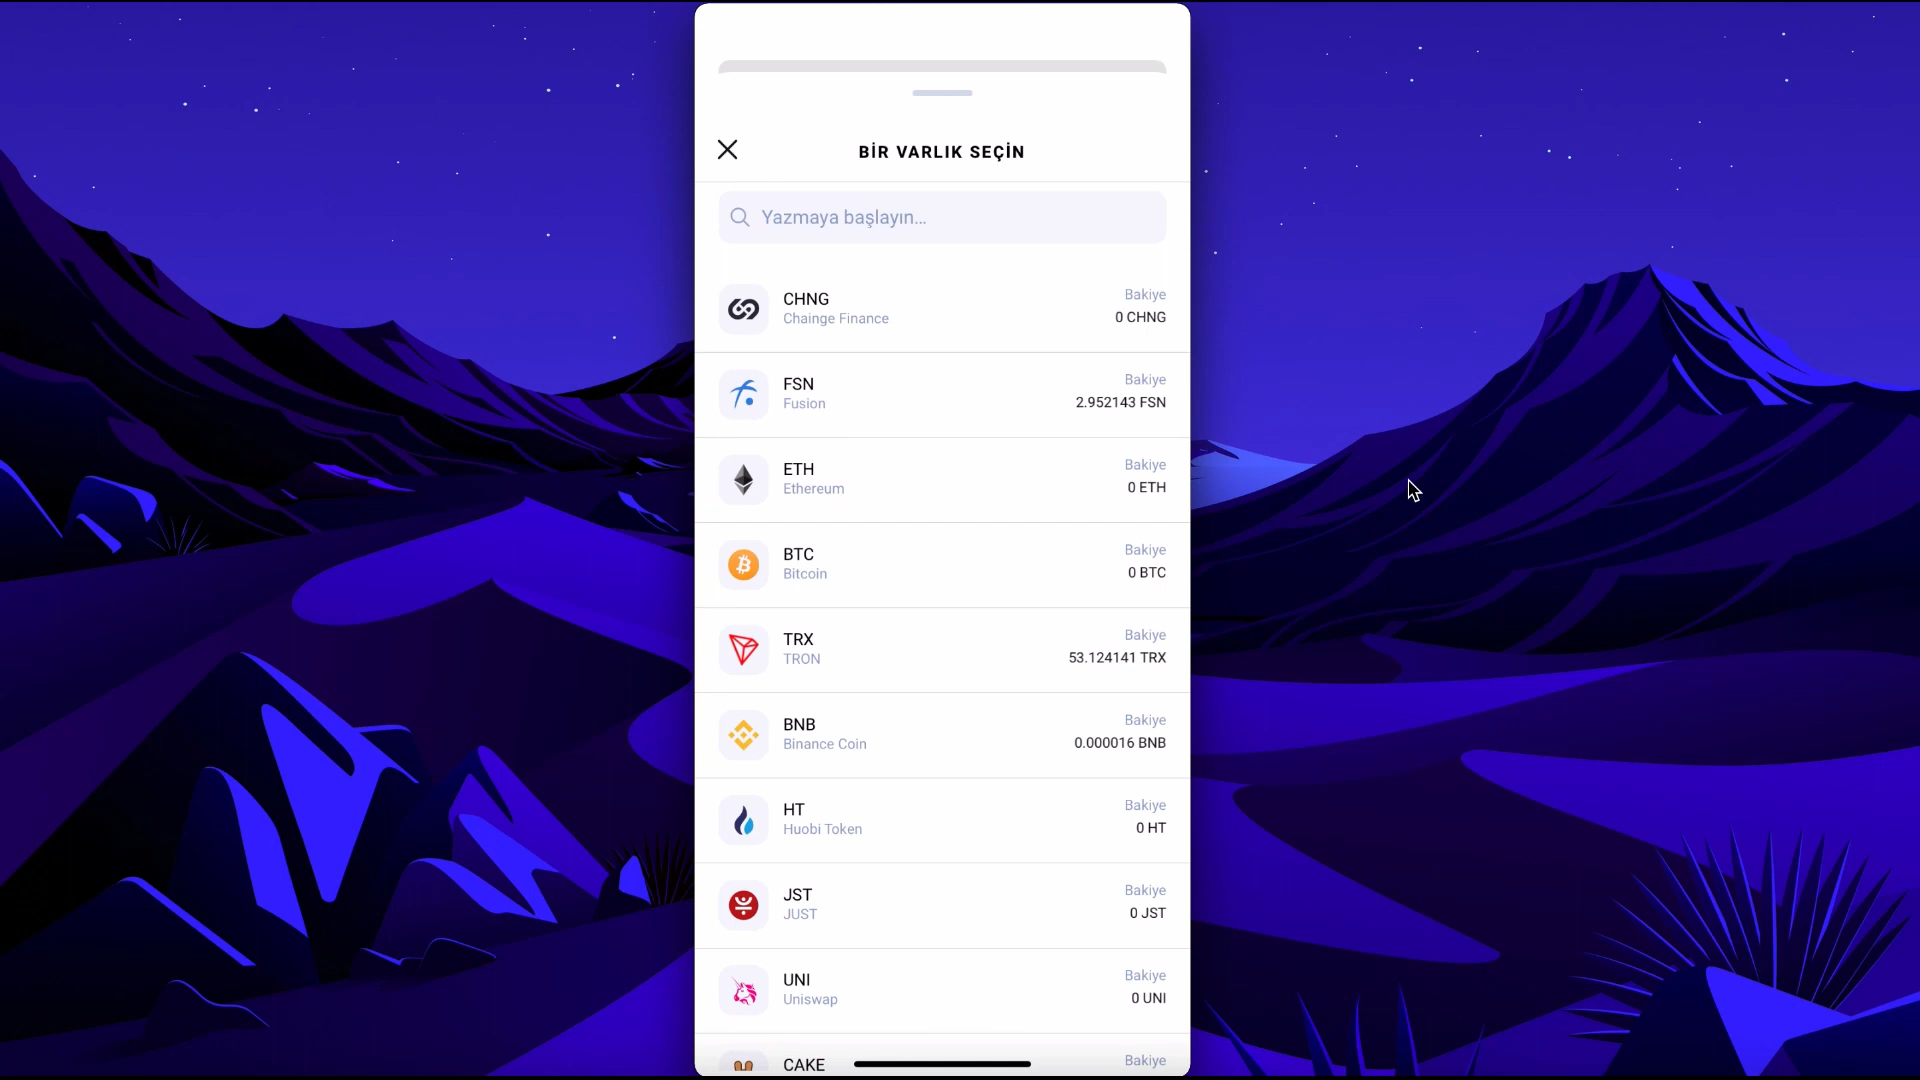 BİR VARLIK SEÇİN
Yazmaya başlayın...
CHNG
Chainge Finance
Bakiye
0 CHNG
FSN
Fusion
Bakiye
2.952143 FSN
ETH
Ethereum
Bakiye
0 ETH
BTC
Bitcoin
Bakiye
0 BTC
TRX
TRON
Bakiye
53.124141 TRX
BNB
Binance Coin
Bakiye
0.000016 BNB
HT
Huobi Token
Bakiye
0 HT
JST
JUST
Bakiye
0 JST
UNI
Uniswap
Bakiye
0 UNI
CAKE
Bakiye